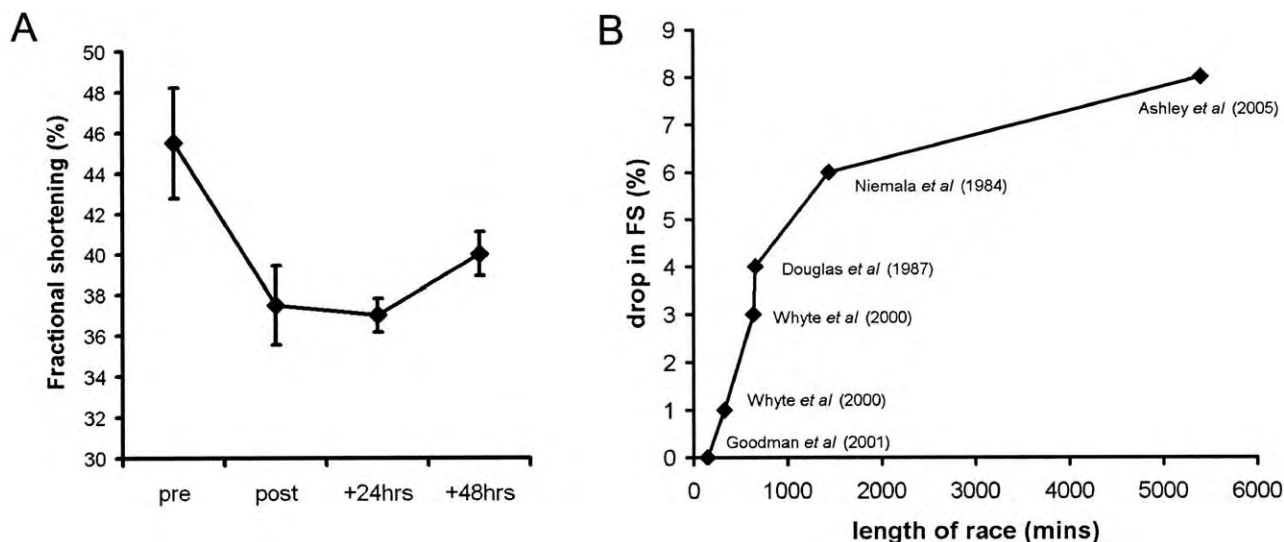 A
Fractional shortening (%)
50
48
46
44
42
40
38
36
34
32
30
pre
post
+24hrs
+48hrs
B
drop in FS (%)
9
8
7
6
5
4
3
2
1
0
Ashley et al (2005)
Niemala et al (1984)
Douglas et al (1987)
Whyte et al (2000)
Whyte et al (2000)
Goodman et al (2001)
0
1000
2000
3000
4000
5000
6000
length of race (mins)